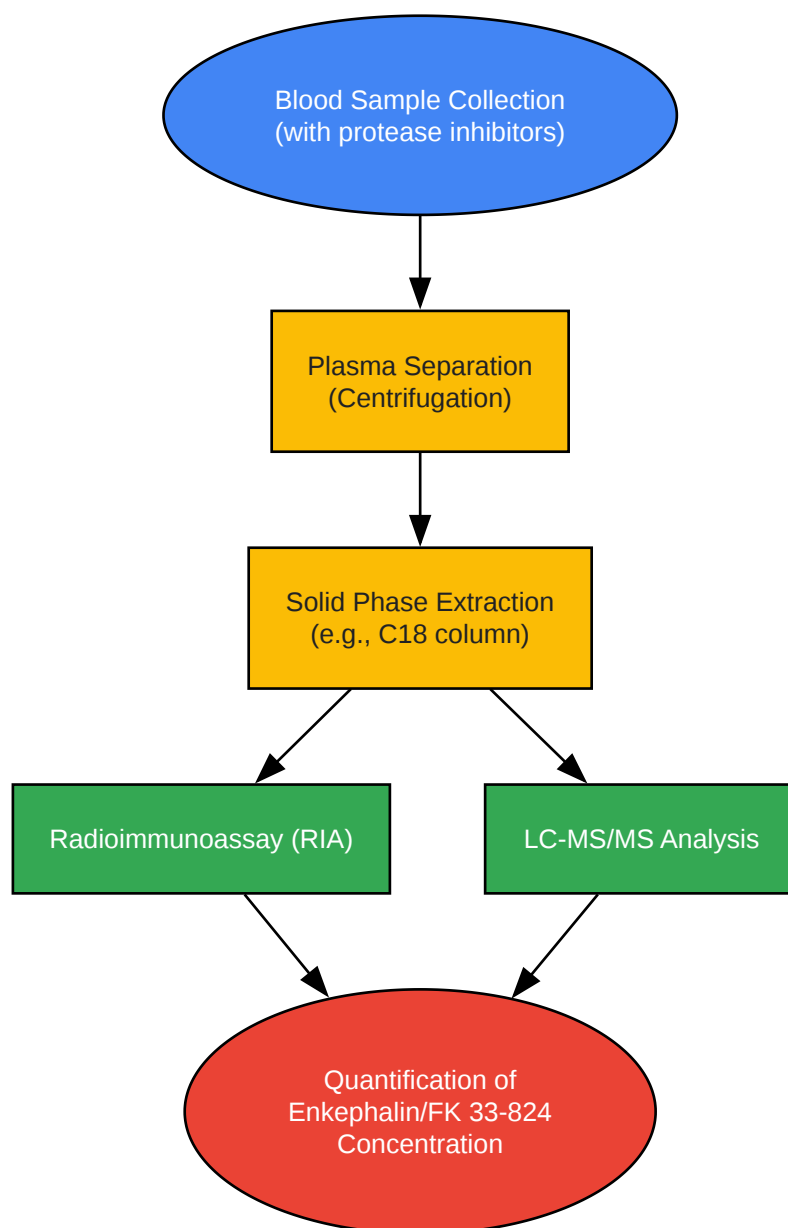 Blood Sample Collection
(with protease inhibitors)
Plasma Separation
(Centrifugation)
Solid Phase Extraction
(e.g., C18 column)
Radioimmunoassay (RIA)
LC-MS/MS Analysis
Quantification of
Enkephalin/FK 33-824
Concentration